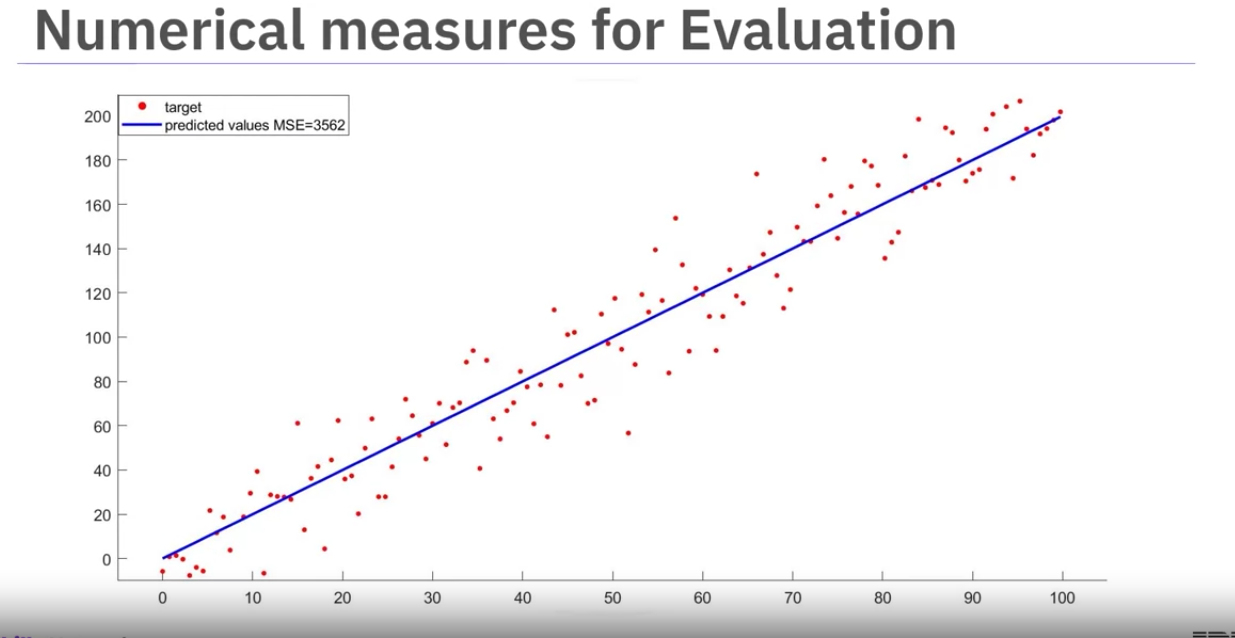 Numerical measures for Evaluation
target
predicted values MSE=3562
200
180
160
140
120
100
80
60
40
20
0
0 10 20 30 40 50 60 70 80 90 100